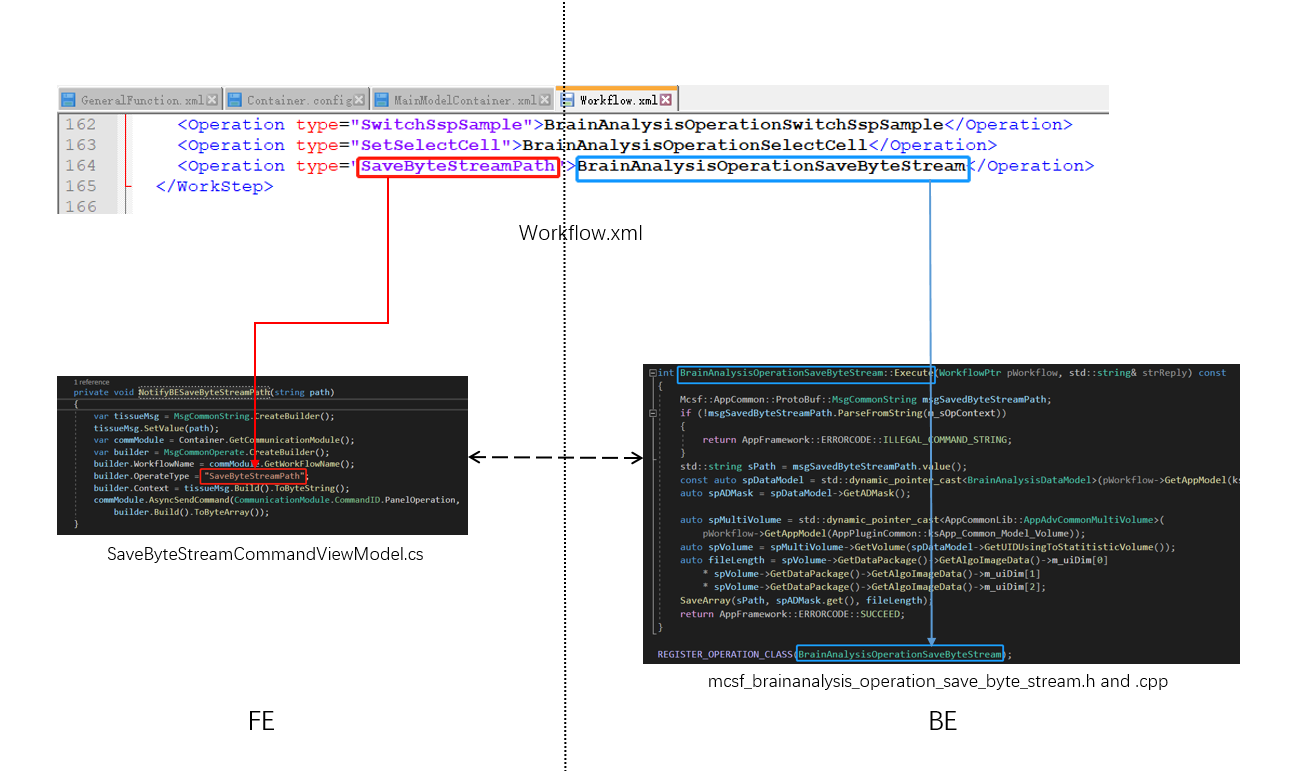 GeneralFunction.xml Container.config MainModelContainer.xml Workflow.xml
162 <Operation type="SwitchSspSample">BrainAnalysisOperationSwitchSspSample</Operation>
163 <Operation type="SetSelectCell">BrainAnalysisOperationSelectCell</Operation>
164 <Operation type="SaveByteStreamPath">BrainAnalysisOperationSaveByteStream</Operation>
165 </WorkStep>
166
Workflow.xml
1 reference
private void NotifyBESaveByteStreamPath(string path)
{
var tissueMsg = MsgCommonString.CreateBuilder();
tissueMsg.SetValue(path);
var commModule = Container.GetCommunicationModule();
var builder = MsgCommonOperate.CreateBuilder();
builder.WorkflowName = commModule.GetWorkFlowName();
builder.OperateType = "SaveByteStreamPath";
builder.Context = tissueMsg.Build().ToByteString();
commModule.AsyncSendCommand(CommunicationModule.CommandID.PanelOperation,
builder.Build().ToByteArray());
}
SaveByteStreamCommandViewModel.cs
FE
int BrainAnalysisOperationSaveByteStream::Execute(WorkflowPtr pWorkflow, std::string& strReply) const
{
Mcsf::AppCommon::ProtoBuf::MsgCommonString msgSavedByteStreamPath;
if (!msgSavedByteStreamPath.ParseFromString(m_sOpContext))
{
return AppFramework::ERRORCODE::ILLEGAL_COMMAND_STRING;
}
std::string sPath = msgSavedByteStreamPath.value();
const auto spDataModel = std::dynamic_pointer_cast<BrainAnalysisDataModel>(pWorkflow->GetAppModel(ks
auto spADMask = spDataModel->GetADMask();
auto spMultiVolume = std::dynamic_pointer_cast<AppCommonLib::AppAdvCommonMultiVolume>(
pWorkflow->GetAppModel(AppPluginCommon::ksApp_Common_Model_Volume));
auto spVolume = spMultiVolume->GetVolume(spDataModel->GetUIDUsingToStatitisticVolume());
auto fileLength = spVolume->GetDataPackage()->GetAlgoImageData()->m_uiDim[0]
* spVolume->GetDataPackage()->GetAlgoImageData()->m_uiDim[1]
* spVolume->GetDataPackage()->GetAlgoImageData()->m_uiDim[2];
SaveArray(sPath, spADMask.get(), fileLength);
return AppFramework::ERRORCODE::SUCCEED;
}
REGISTER_OPERATION_CLASS(BrainAnalysisOperationSaveByteStream);
mcsf_brainanalysis_operation_save_byte_stream.h and .cpp
BE